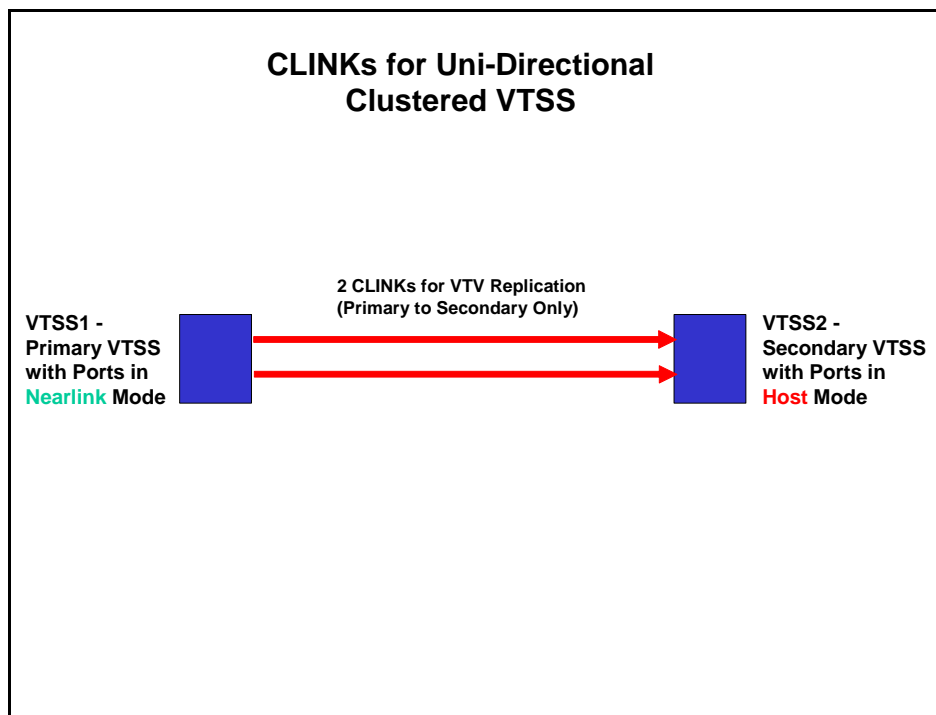 CLINKs for Uni-Directional
Clustered VTSS
2 CLINKs for VTV Replication
(Primary to Secondary Only)
VTSS1 -
Primary VTSS
with Ports in
Nearlink Mode
VTSS2 -
Secondary VTSS
with Ports in
Host Mode